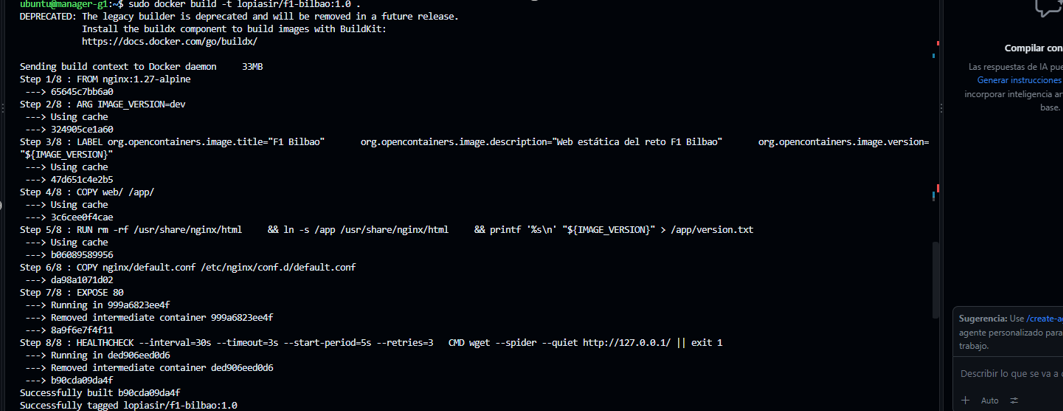 ubuntu@manager-g1:~$ sudo docker build -t lopiasir/f1-bilbao:1.0 .
DEPRECATED: The legacy builder is deprecated and will be removed in a future release.
            Install the buildx component to build images with BuildKit:
            https://docs.docker.com/go/buildx/

Sending build context to Docker daemon     33MB
Step 1/8 : FROM nginx:1.27-alpine
 ---> 65645c7bb6a0
Step 2/8 : ARG IMAGE_VERSION=dev
 ---> Using cache
 ---> 324905ce1a60
Step 3/8 : LABEL org.opencontainers.image.title="F1 Bilbao"      org.opencontainers.image.description="Web estática del reto F1 Bilbao"      org.opencontainers.image.version=
"${IMAGE_VERSION}"
 ---> Using cache
 ---> 47d651c4e2b5
Step 4/8 : COPY web/ /app/
 ---> Using cache
 ---> 3c6cee0f4cae
Step 5/8 : RUN rm -rf /usr/share/nginx/html     && ln -s /app /usr/share/nginx/html     && printf '%s\n' "${IMAGE_VERSION}" > /app/version.txt
 ---> Using cache
 ---> b06089589956
Step 6/8 : COPY nginx/default.conf /etc/nginx/conf.d/default.conf
 ---> da98a1071d02
Step 7/8 : EXPOSE 80
 ---> Running in 999a6823ee4f
 ---> Removed intermediate container 999a6823ee4f
 ---> 8a9f6e7f4f11
Step 8/8 : HEALTHCHECK --interval=30s --timeout=3s --start-period=5s --retries=3   CMD wget --spider --quiet http://127.0.0.1/ || exit 1
 ---> Running in ded906eed0d6
 ---> Removed intermediate container ded906eed0d6
 ---> b90cda09da4f
Successfully built b90cda09da4f
Successfully tagged lopiasir/f1-bilbao:1.0
Compilar con
Las respuestas de IA pue
Generar instrucciones
incorporar inteligencia ar
base.
Sugerencia: Use /create-a
agente personalizado para
trabajo.
Describir lo que se va a c
Auto